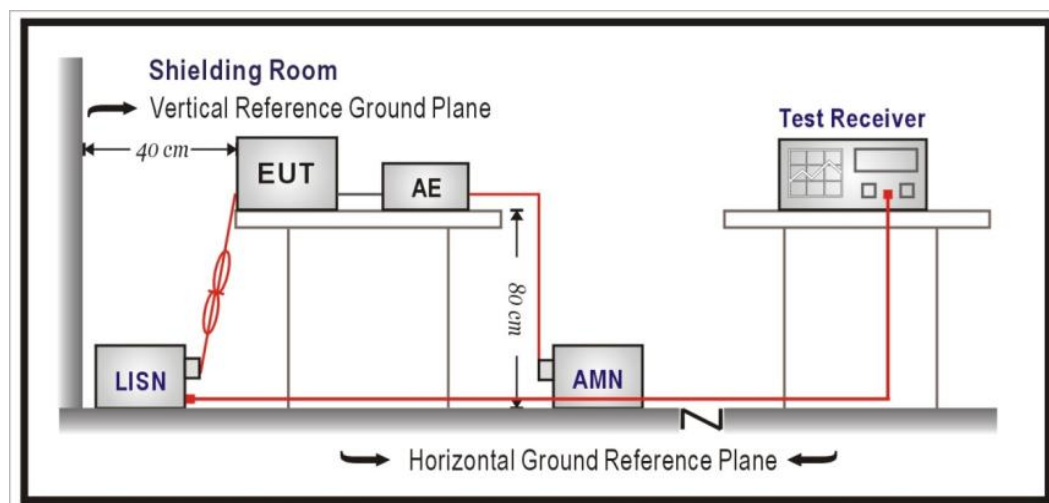 Shielding Room
Vertical Reference Ground Plane
Test Receiver
40 cm
EUT
AE
80 cm
LISN
AMN
Horizontal Ground Reference Plane